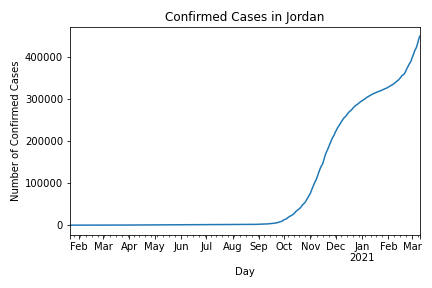 Confirmed Cases in Jordan
Number of Confirmed Cases
400000
300000
200000
100000
0
Feb Mar Apr May Jun Jul Aug Sep Oct Nov Dec Jan Feb Mar
2021
Day